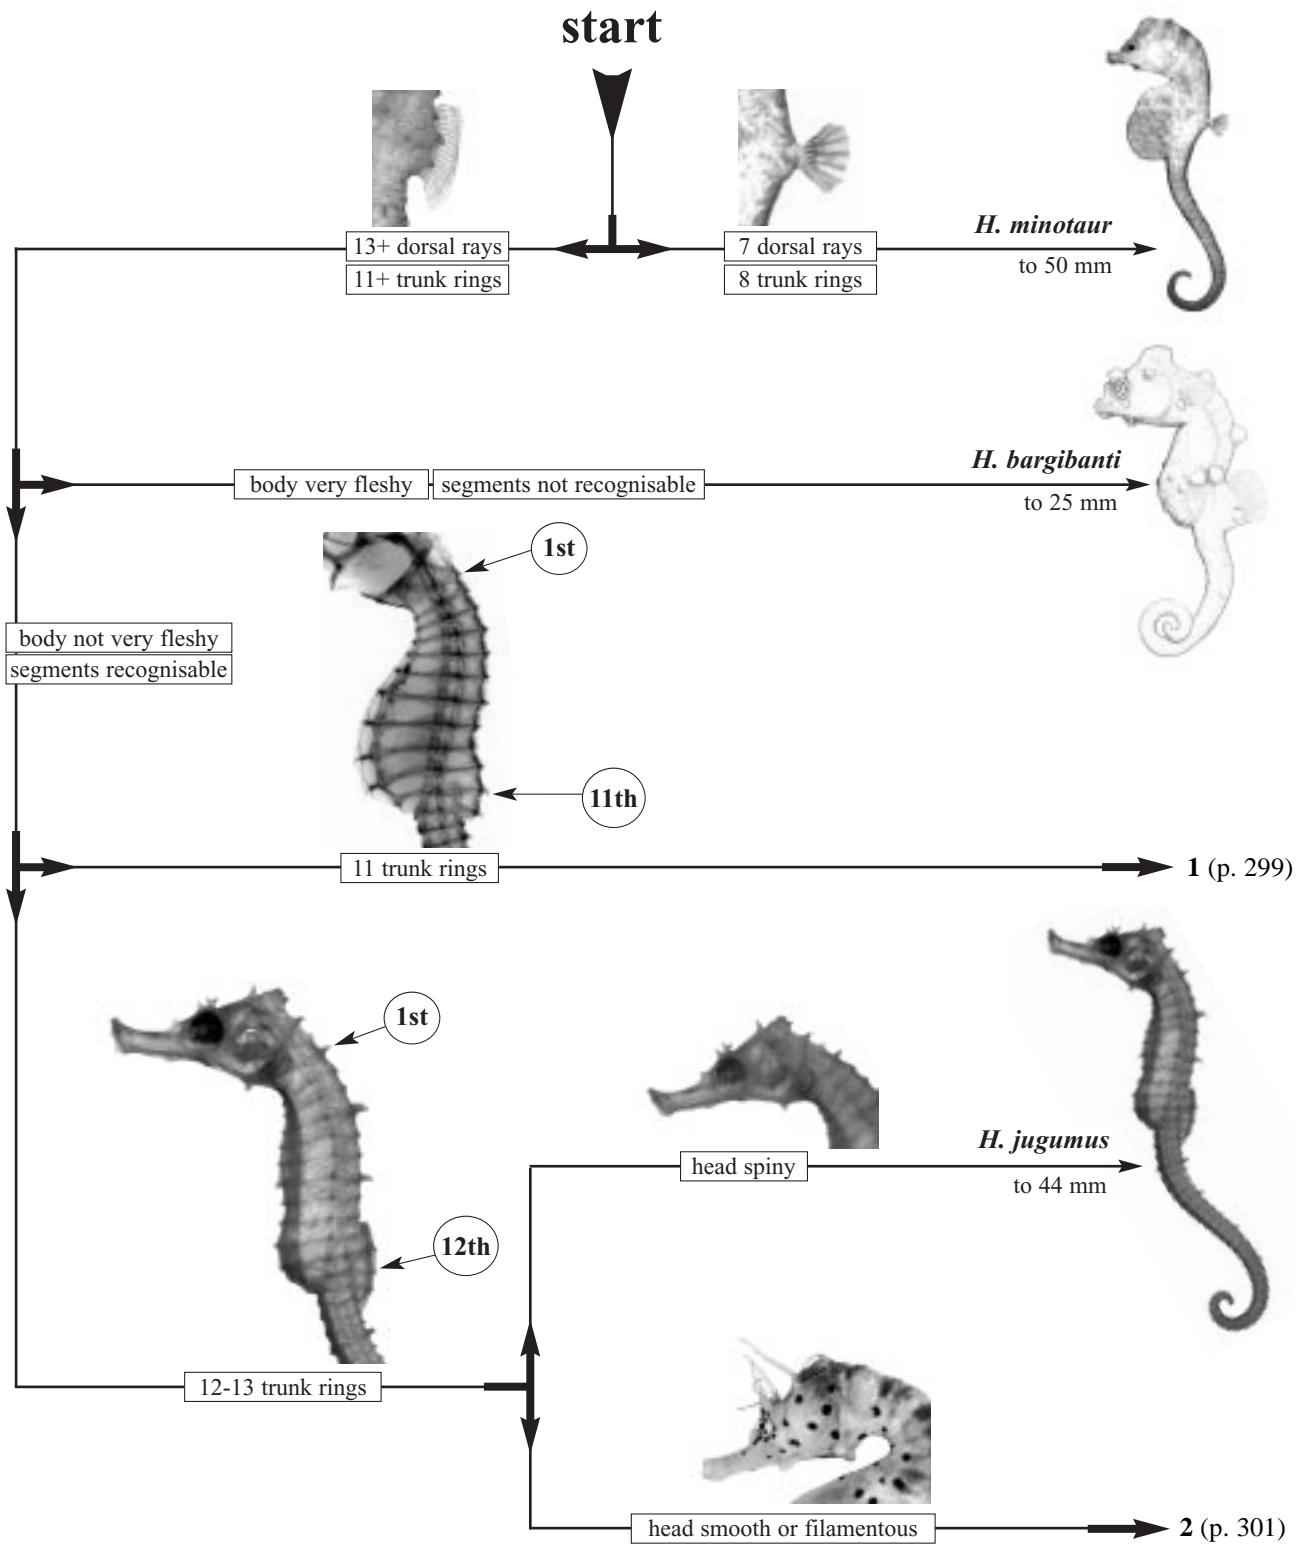 start
13+ dorsal rays
11+ trunk rings
7 dorsal rays
8 trunk rings
H. minotaur
to 50 mm
body very fleshy
segments not recognisable
H. bargibanti
to 25 mm
1st
body not very fleshy
segments recognisable
11th
11 trunk rings
1 (p. 299)
1st
12th
head spiny
H. jugumus
to 44 mm
12-13 trunk rings
head smooth or filamentous
2 (p. 301)